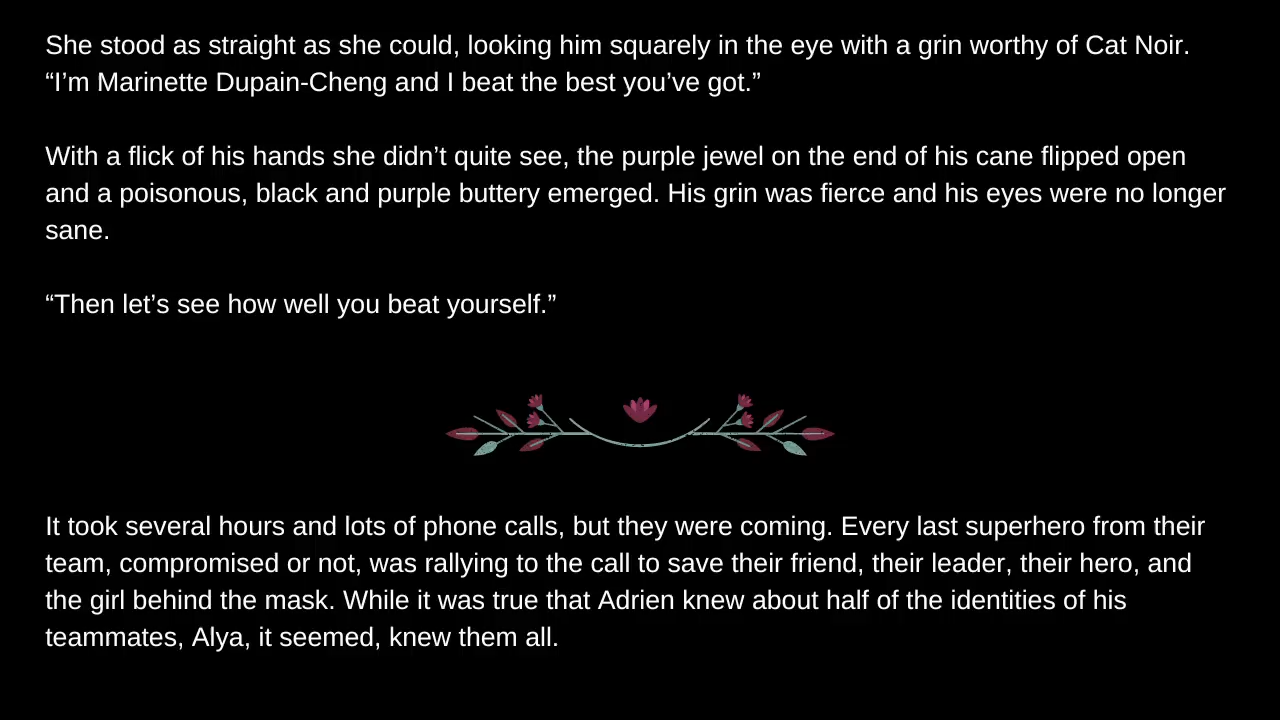 She stood as straight as she could, looking him squarely in the eye with a grin worthy of Cat Noir.
“I’m Marinette Dupain-Cheng and I beat the best you’ve got.”
With a flick of his hands she didn’t quite see, the purple jewel on the end of his cane flipped open
and a poisonous, black and purple buttery emerged. His grin was fierce and his eyes were no longer
sane.
“Then let’s see how well you beat yourself.”
It took several hours and lots of phone calls, but they were coming. Every last superhero from their
team, compromised or not, was rallying to the call to save their friend, their leader, their hero, and
the girl behind the mask. While it was true that Adrien knew about half of the identities of his
teammates, Alya, it seemed, knew them all.